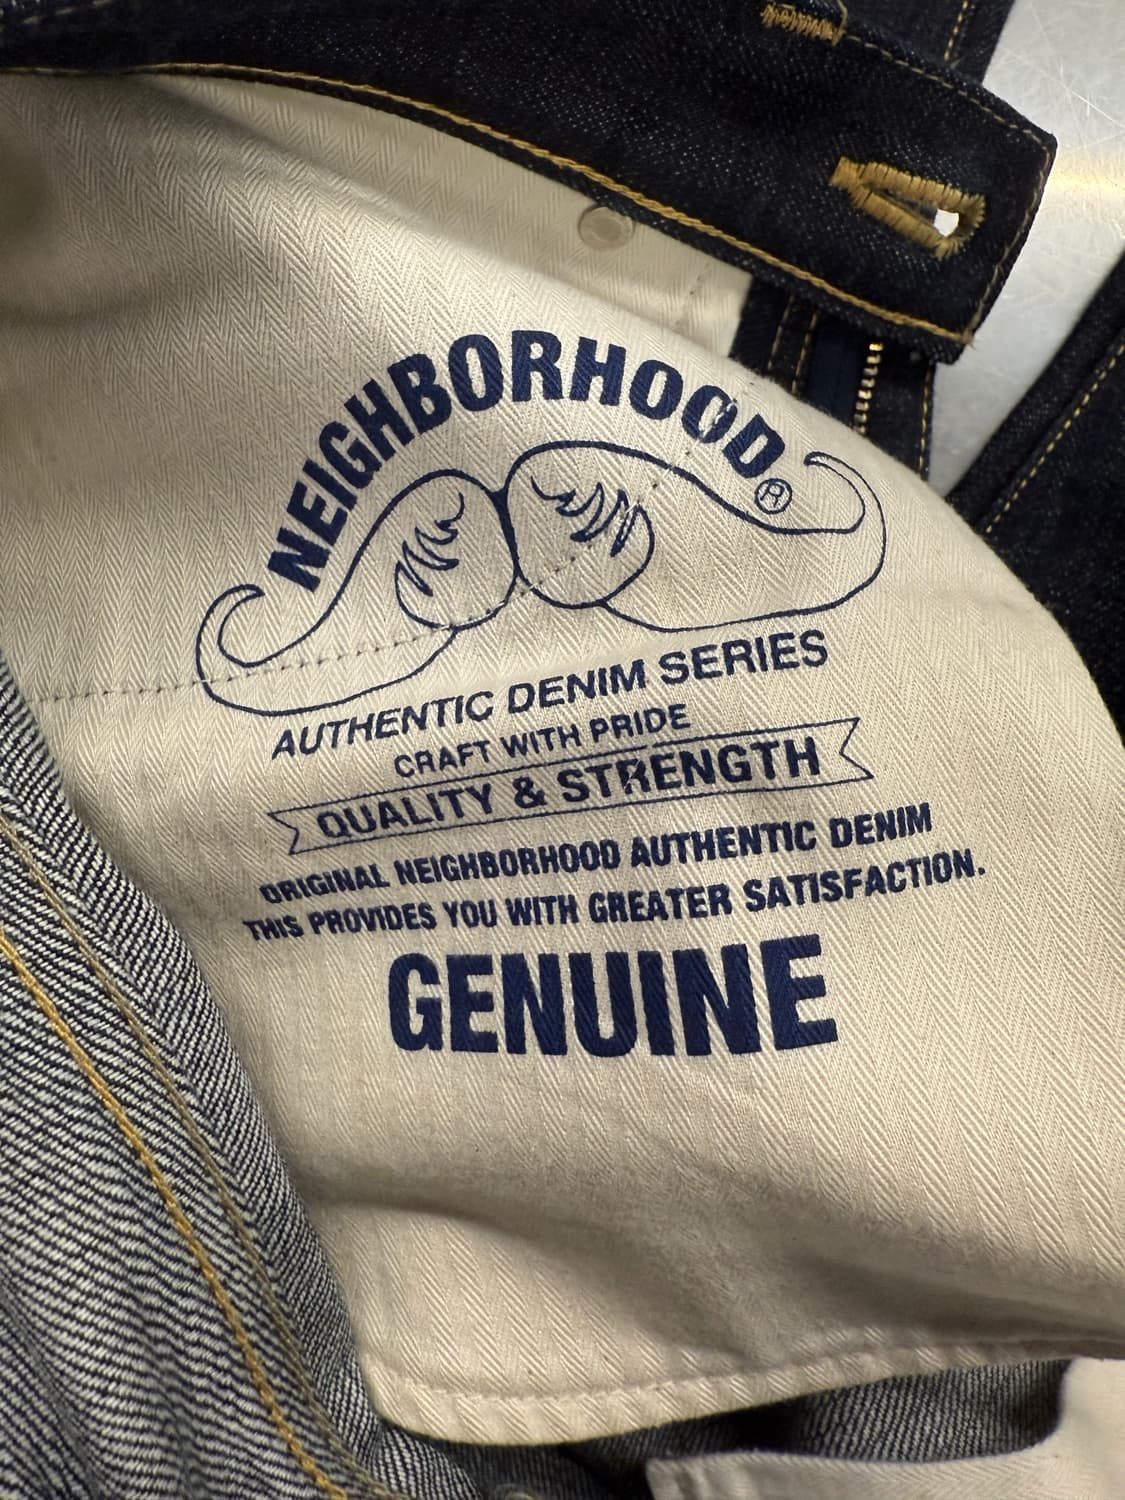 NEIGHBORHOOD®
AUTHENTIC DENIM SERIES
CRAFT WITH PRIDE
QUALITY & STRENGTH
ORIGINAL NEIGHBORHOOD AUTHENTIC DENIM
THIS PROVIDES YOU WITH GREATER SATISFACTION.
GENUINE